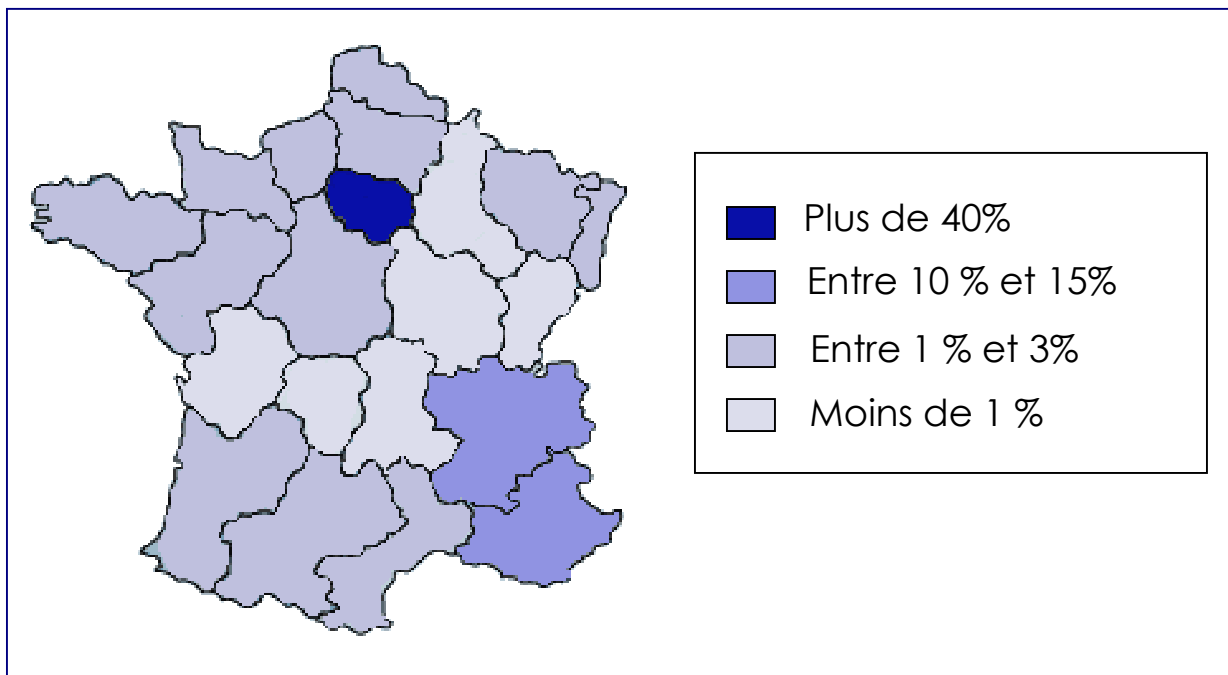 Plus de 40%
Entre 10 % et 15%
Entre 1 % et 3%
Moins de 1 %